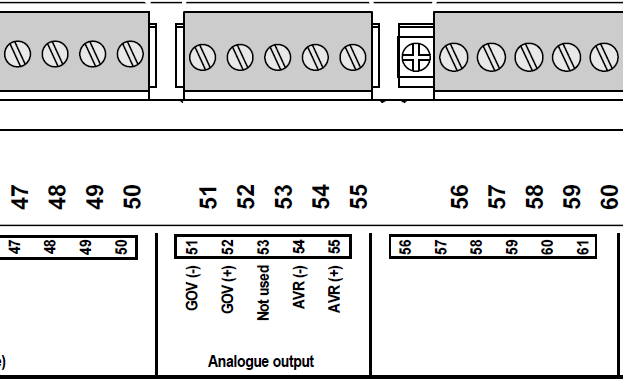 47 48 49 50 51 52 53 54 55 56 57 58 59 60
47 48 49 50 51 52 53 54 55 56 57 58 59 60 61
GOV (-) GOV (+) Not used AVR (-) AVR (+)
e) Analogue output